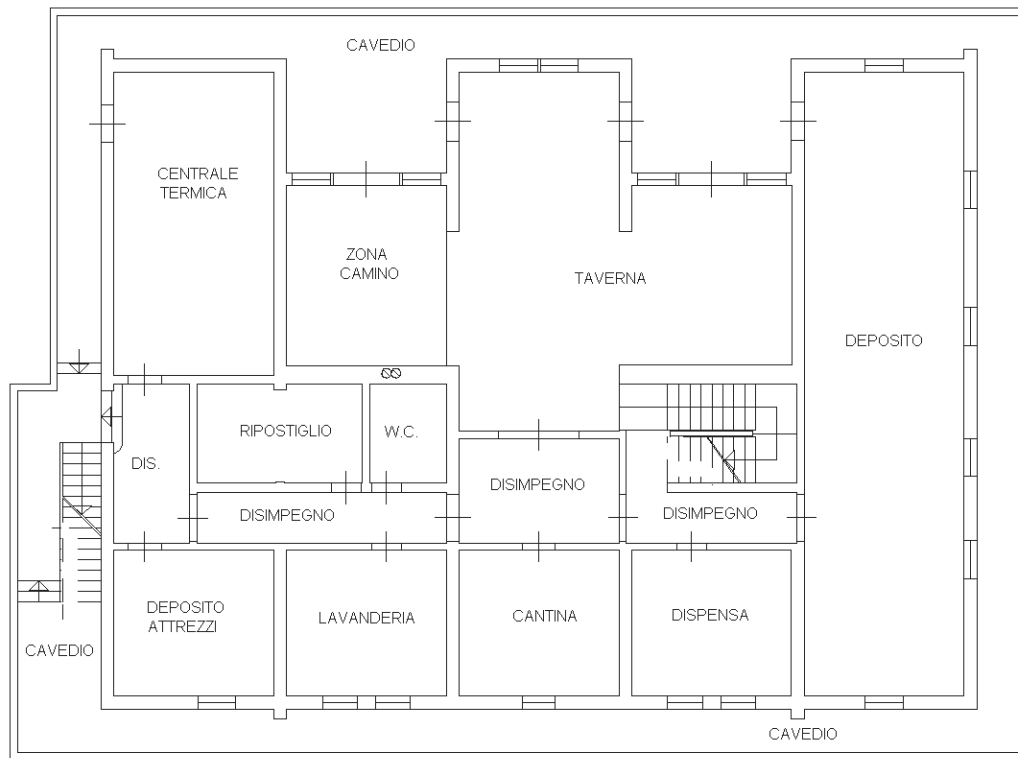 CAVEDIO
CENTRALE
TERMICA
ZONA
CAMINO
TAVERNA
DEPOSITO
RIPOSTIGLIO
W.C.
DIS.
DISIMPEGNO
DISIMPEGNO
DISIMPEGNO
DEPOSITO
ATTREZZI
LAVANDERIA
CANTINA
DISPENSA
CAVEDIO
CAVEDIO